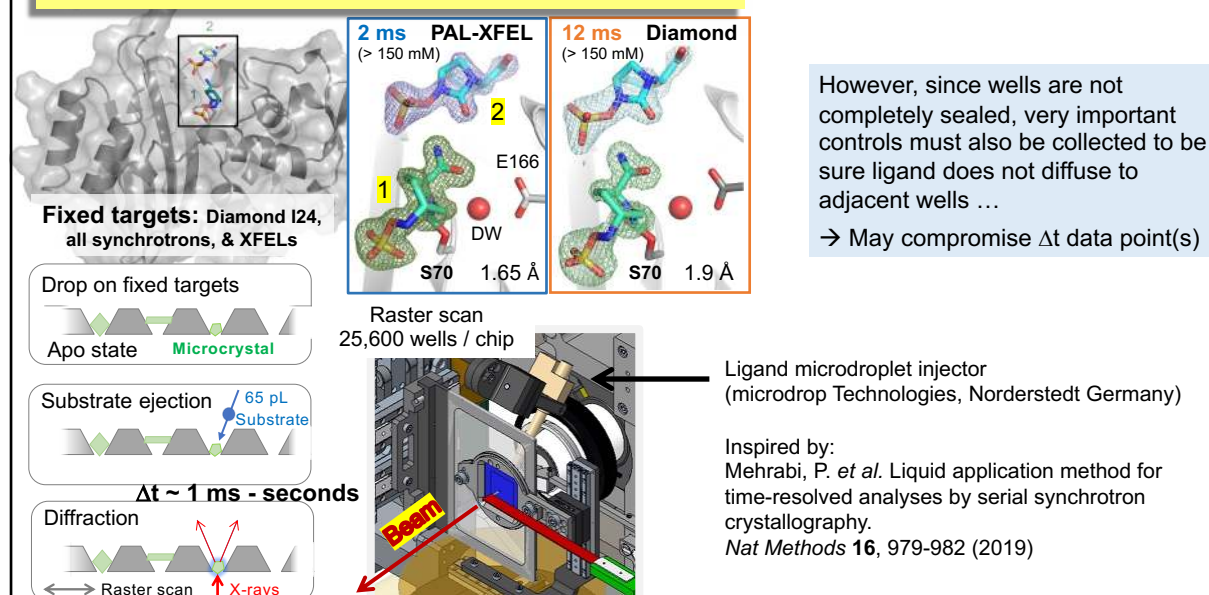 2
1
Fixed targets: Diamond I24,
all synchrotrons, & XFELs
Drop on fixed targets
Apo state Microcrystal
Substrate ejection
65 pL
Substrate
Δt ~ 1 ms - seconds
Diffraction
Raster scan X-rays
2 ms PAL-XFEL
(> 150 mM)
2
1
E166
DW
S70 1.65 Å
12 ms Diamond
(> 150 mM)
S70 1.9 Å
Raster scan
25,600 wells / chip
Beam
However, since wells are not
completely sealed, very important
controls must also be collected to be
sure ligand does not diffuse to
adjacent wells …
→ May compromise Δt data point(s)
Ligand microdroplet injector
(microdrop Technologies, Norderstedt Germany)
Inspired by:
Mehrabi, P. et al. Liquid application method for
time-resolved analyses by serial synchrotron
crystallography.
Nat Methods 16, 979-982 (2019)